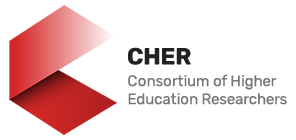 CHER
Consortium of Higher
Education Researchers